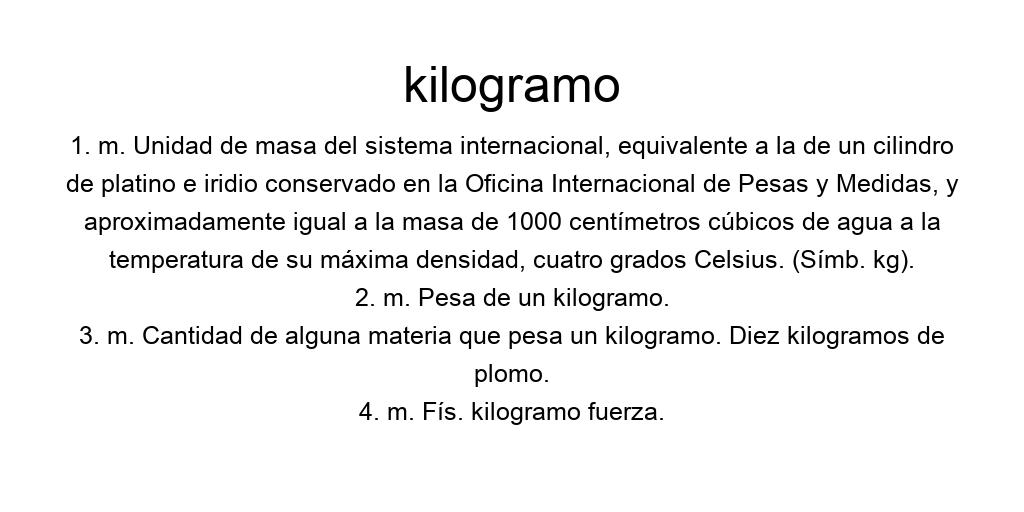 kilogramo
1. m. Unidad de masa del sistema internacional, equivalente a la de un cilindro
de platino e iridio conservado en la Oficina Internacional de Pesas y Medidas, y
aproximadamente igual a la masa de 1000 centímetros cúbicos de agua a la
temperatura de su máxima densidad, cuatro grados Celsius. (Símb. kg).
2. m. Pesa de un kilogramo.
3. m. Cantidad de alguna materia que pesa un kilogramo. Diez kilogramos de
plomo.
4. m. Fís. kilogramo fuerza.